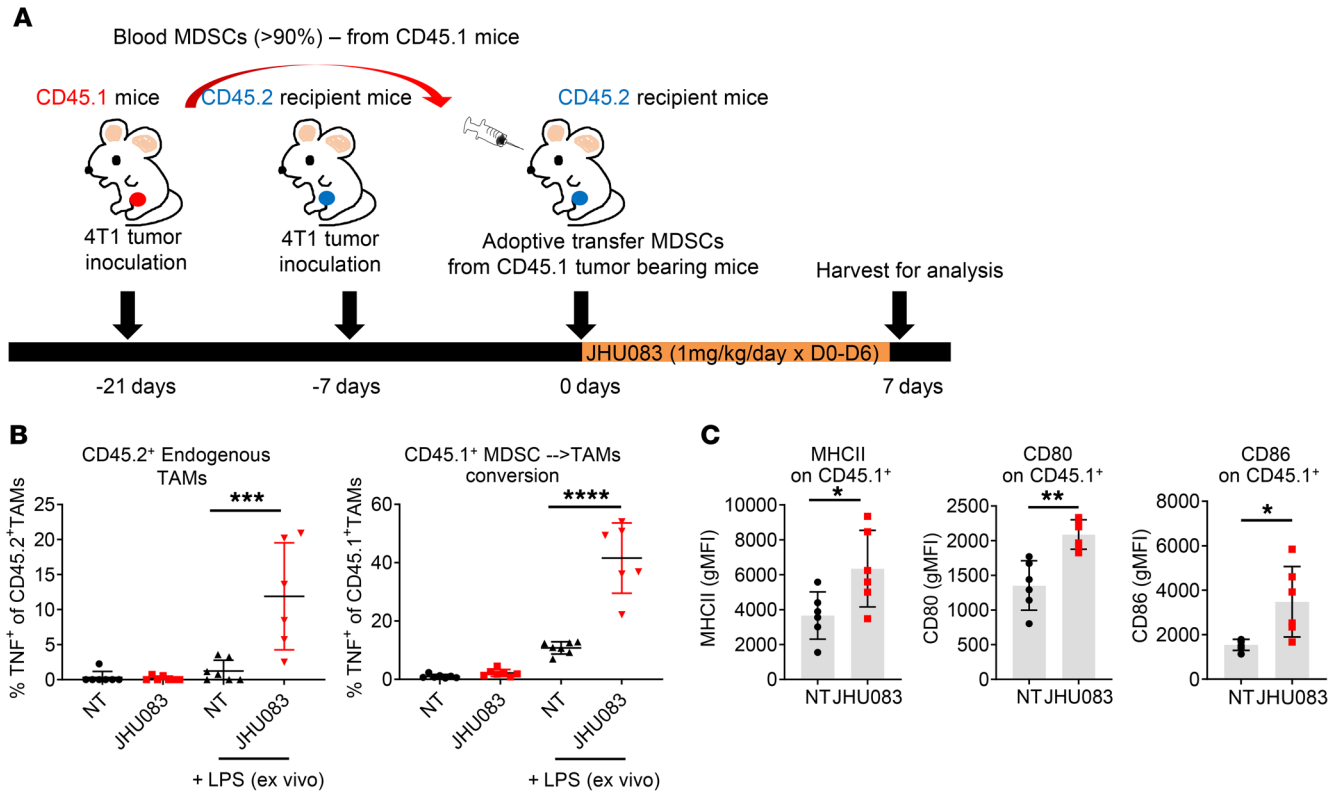 A
Blood MDSCs (>90%) – from CD45.1 mice
CD45.1 mice
CD45.2 recipient mice
CD45.2 recipient mice
4T1 tumor
inoculation
4T1 tumor
inoculation
Adoptive transfer MDSCs
from CD45.1 tumor bearing mice
Harvest for analysis
JHU083 (1mg/kg/day x D0-D6)
-21 days
-7 days
0 days
7 days
B
CD45.2⁺ Endogenous
TAMs
% TNF⁺ of CD45.2⁺TAMs
25
20
15
10
5
0
***
NT
JHU083
NT
JHU083
+ LPS (ex vivo)
CD45.1⁺ MDSC -->TAMs
conversion
% TNF⁺ of CD45.1⁺TAMs
60
40
20
0
****
NT
JHU083
NT
JHU083
+ LPS (ex vivo)
C
MHCII
on CD45.1⁺
*
MHCII (gMFI)
10000
8000
6000
4000
2000
0
NT JHU083
CD80
on CD45.1⁺
**
CD80 (gMFI)
2500
2000
1500
1000
500
0
NT JHU083
CD86
on CD45.1⁺
*
CD86 (gMFI)
8000
6000
4000
2000
0
NT JHU083